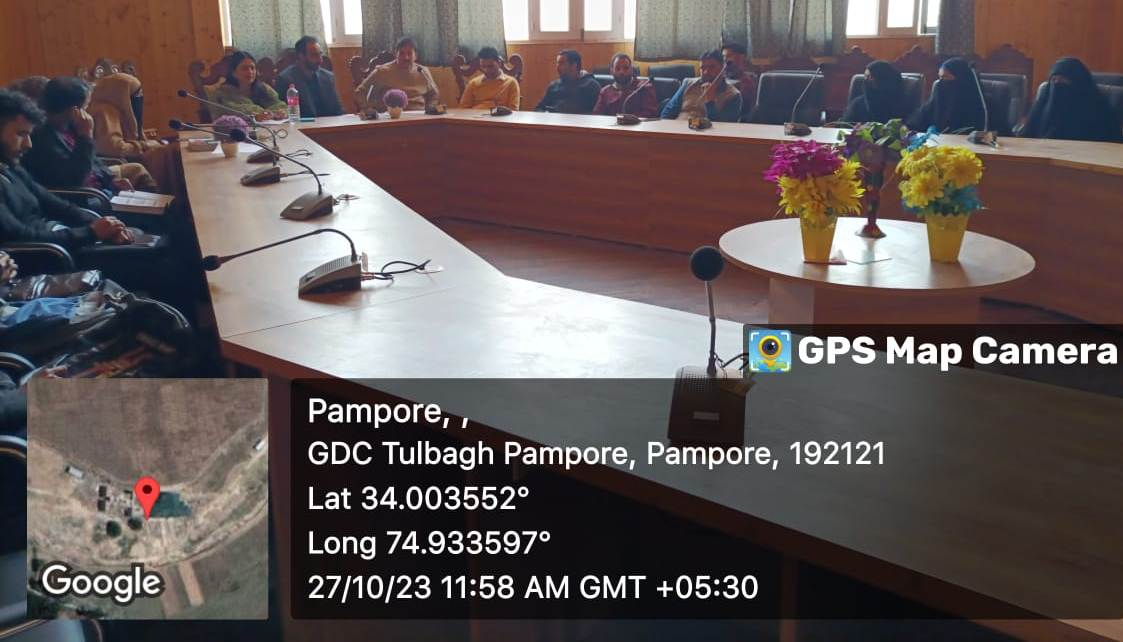 GPS Map Camera
Pampore, ,
GDC Tulbagh Pampore, Pampore, 192121
Lat 34.003552°
Long 74.933597°
27/10/23 11:58 AM GMT +05:30
Google